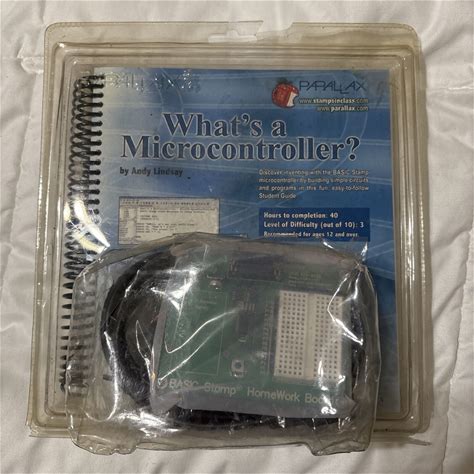 PARALLAX
www.stampsinclass.com
www.parallax.com
What's a
Microcontroller?
by Andy Lindsay
Discover inventing with the BASIC Stamp
microcontroller by building simple circuits
and programs in this fun, easy-to-follow
Student Guide.
Hours to completion: 40
Level of Difficulty (out of 10): 3
Recommended for ages 12 and over.
BASIC Stamp HomeWork Board